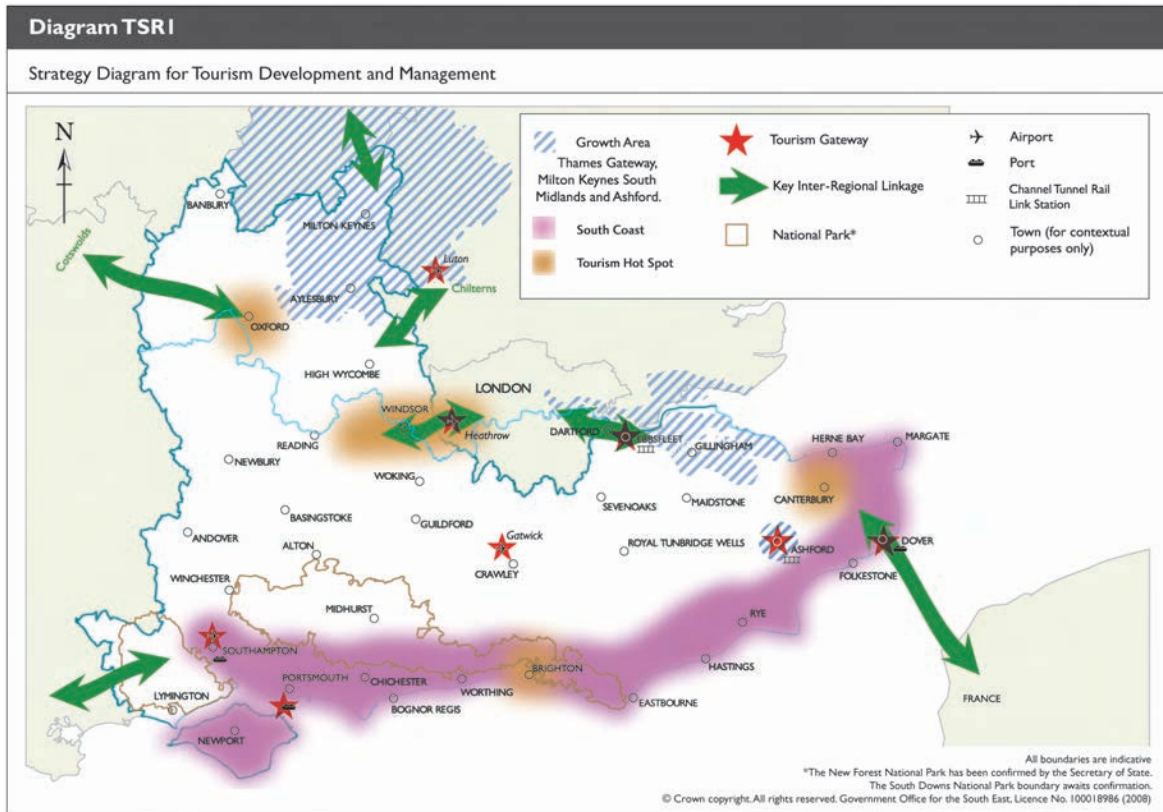 Diagram TSR1
Strategy Diagram for Tourism Development and Management
N
Growth Area
Thames Gateway,
Milton Keynes South
Midlands and Ashford.
South Coast
Tourism Hot Spot
Tourism Gateway
Key Inter-Regional Linkage
National Park*
Airport
Port
Channel Tunnel Rail
Link Station
Town (for contextual
purposes only)
BANBURY
MILTON KEYNES
Cotswolds
Luton
Chilterns
AYLESBURY
OXFORD
HIGH WYCOMBE
LONDON
WINDSOR
Heathrow
DARTFORD
EBBSFLEET
GILLINGHAM
HERNE BAY
MARGATE
READING
NEWBURY
WOKING
CANTERBURY
SEVENOAKS
MAIDSTONE
BASINGSTOKE
GUILDFORD
ANDOVER
Gatwick
ROYAL TUNBRIDGE WELLS
ASHFORD
DOVER
ALTON
CRAWLEY
FOLKESTONE
WINCHESTER
MIDHURST
RYE
SOUTHAMPTON
HASTINGS
BRIGHTON
PORTSMOUTH
CHICHESTER
WORTHING
LYMINGTON
BOGNOR REGIS
EASTBOURNE
FRANCE
NEWPORT
All boundaries are indicative
*The New Forest National Park has been confirmed by the Secretary of State.
The South Downs National Park boundary awaits confirmation.
© Crown copyright. All rights reserved. Government Office for the South East, Licence No. 100018986 (2008)